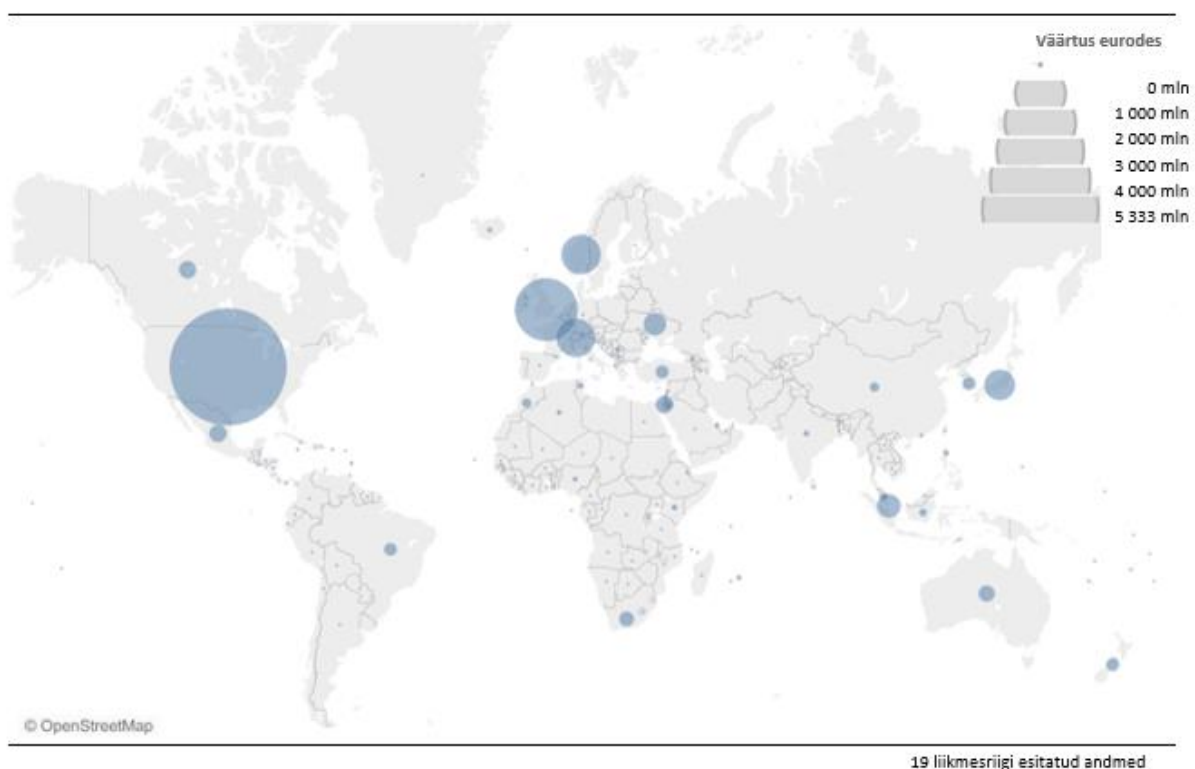 Väärtus eurodes
0 mln
1 000 mln
2 000 mln
3 000 mln
4 000 mln
5 333 mln
© OpenStreetMap
19 liikmesriigi esitatud andmed